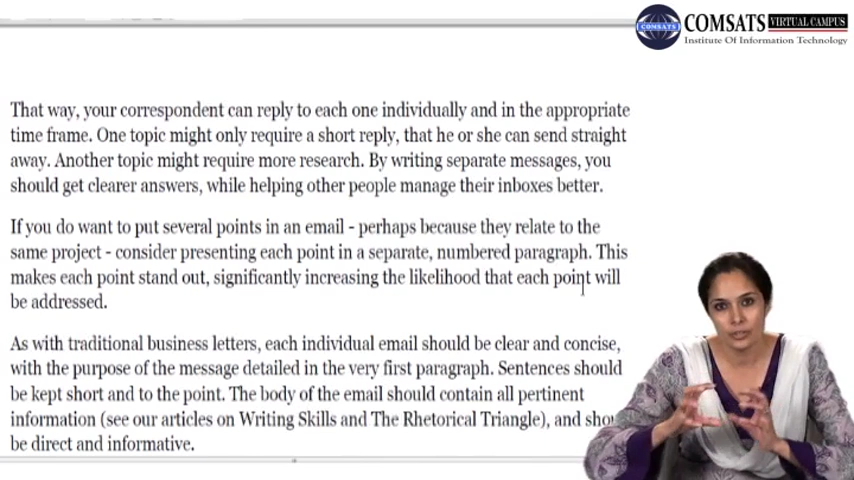 COMSATS VIRTUAL CAMPUS
COMSATS
Institute Of Information Technology
That way, your correspondent can reply to each one individually and in the appropriate
time frame. One topic might only require a short reply, that he or she can send straight
away. Another topic might require more research. By writing separate messages, you
should get clearer answers, while helping other people manage their inboxes better.
If you do want to put several points in an email - perhaps because they relate to the
same project - consider presenting each point in a separate, numbered paragraph. This
makes each point stand out, significantly increasing the likelihood that each point will
be addressed.
As with traditional business letters, each individual email should be clear and concise,
with the purpose of the message detailed in the very first paragraph. Sentences should
be kept short and to the point. The body of the email should contain all pertinent
information (see our articles on Writing Skills and The Rhetorical Triangle), and
be direct and informative.